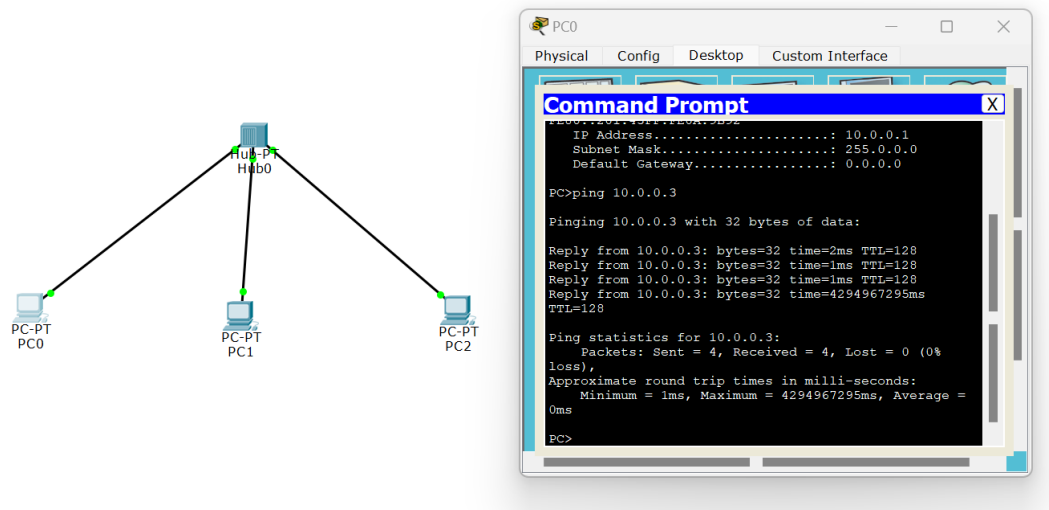 Hub-PT
Hub0
PC-PT
PC0
PC-PT
PC1
PC-PT
PC2
PC0
Physical Config Desktop Custom Interface
Command Prompt
X
IP Address......................: 10.0.0.1
Subnet Mask.....................: 255.0.0.0
Default Gateway.................: 0.0.0.0
PC>ping 10.0.0.3
Pinging 10.0.0.3 with 32 bytes of data:
Reply from 10.0.0.3: bytes=32 time=2ms TTL=128
Reply from 10.0.0.3: bytes=32 time=1ms TTL=128
Reply from 10.0.0.3: bytes=32 time=1ms TTL=128
Reply from 10.0.0.3: bytes=32 time=4294967295ms
TTL=128
Ping statistics for 10.0.0.3:
Packets: Sent = 4, Received = 4, Lost = 0 (0%
loss),
Approximate round trip times in milli-seconds:
Minimum = 1ms, Maximum = 4294967295ms, Average =
0ms
PC>